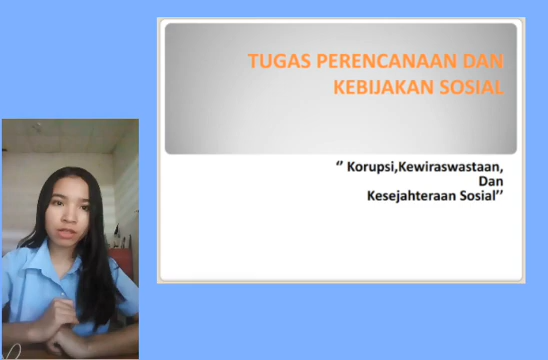 TUGAS PERENCANAAN DAN
KEBIJAKAN SOSIAL
“ Korupsi,Kewiraswastaan,
Dan
Kesejahteraan Sosial”